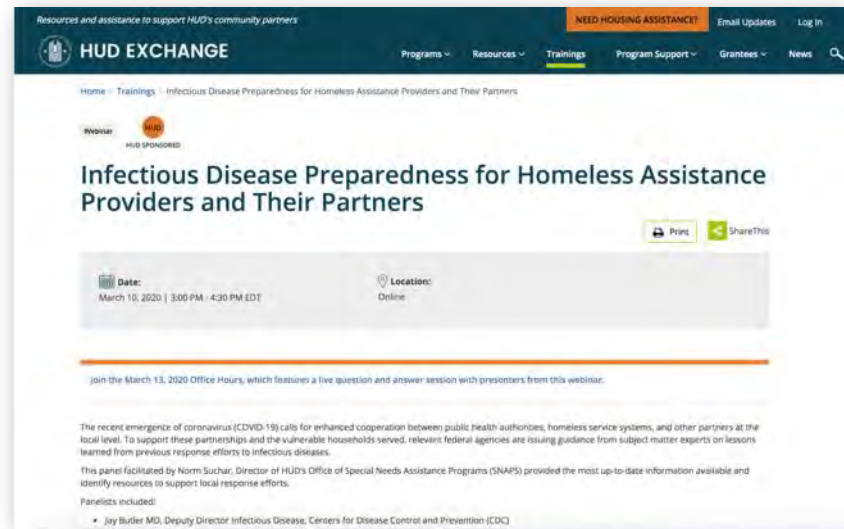 Resources and assistance to support HUD's community partners
NEED HOUSING ASSISTANCE?
Email Updates
Log In
HUD EXCHANGE
Programs
Resources
Trainings
Program Support
Grantees
News
Home > Trainings > Infectious Disease Preparedness for Homeless Assistance Providers and Their Partners
Webinar
HUD
HUD SPONSORED
Infectious Disease Preparedness for Homeless Assistance
Providers and Their Partners
Print
ShareThis
Date:
March 10, 2020 | 3:00 PM - 4:30 PM EDT
Location:
Online
Join the March 13, 2020 Office Hours, which features a live question and answer session with presenters from this webinar.
The recent emergence of coronavirus (COVID-19) calls for enhanced cooperation between public health authorities, homeless service systems, and other partners at the
local level. To support these partnerships and the vulnerable households served, relevant federal agencies are issuing guidance from subject matter experts on lessons
learned from previous response efforts to infectious diseases.
This panel facilitated by Norm Suchar, Director of HUD's Office of Special Needs Assistance Programs (SNAPS) provided the most up-to-date information available and
identify resources to support local response efforts.
Panelists included:
• Jay Butler MD, Deputy Director Infectious Disease, Centers for Disease Control and Prevention (CDC)